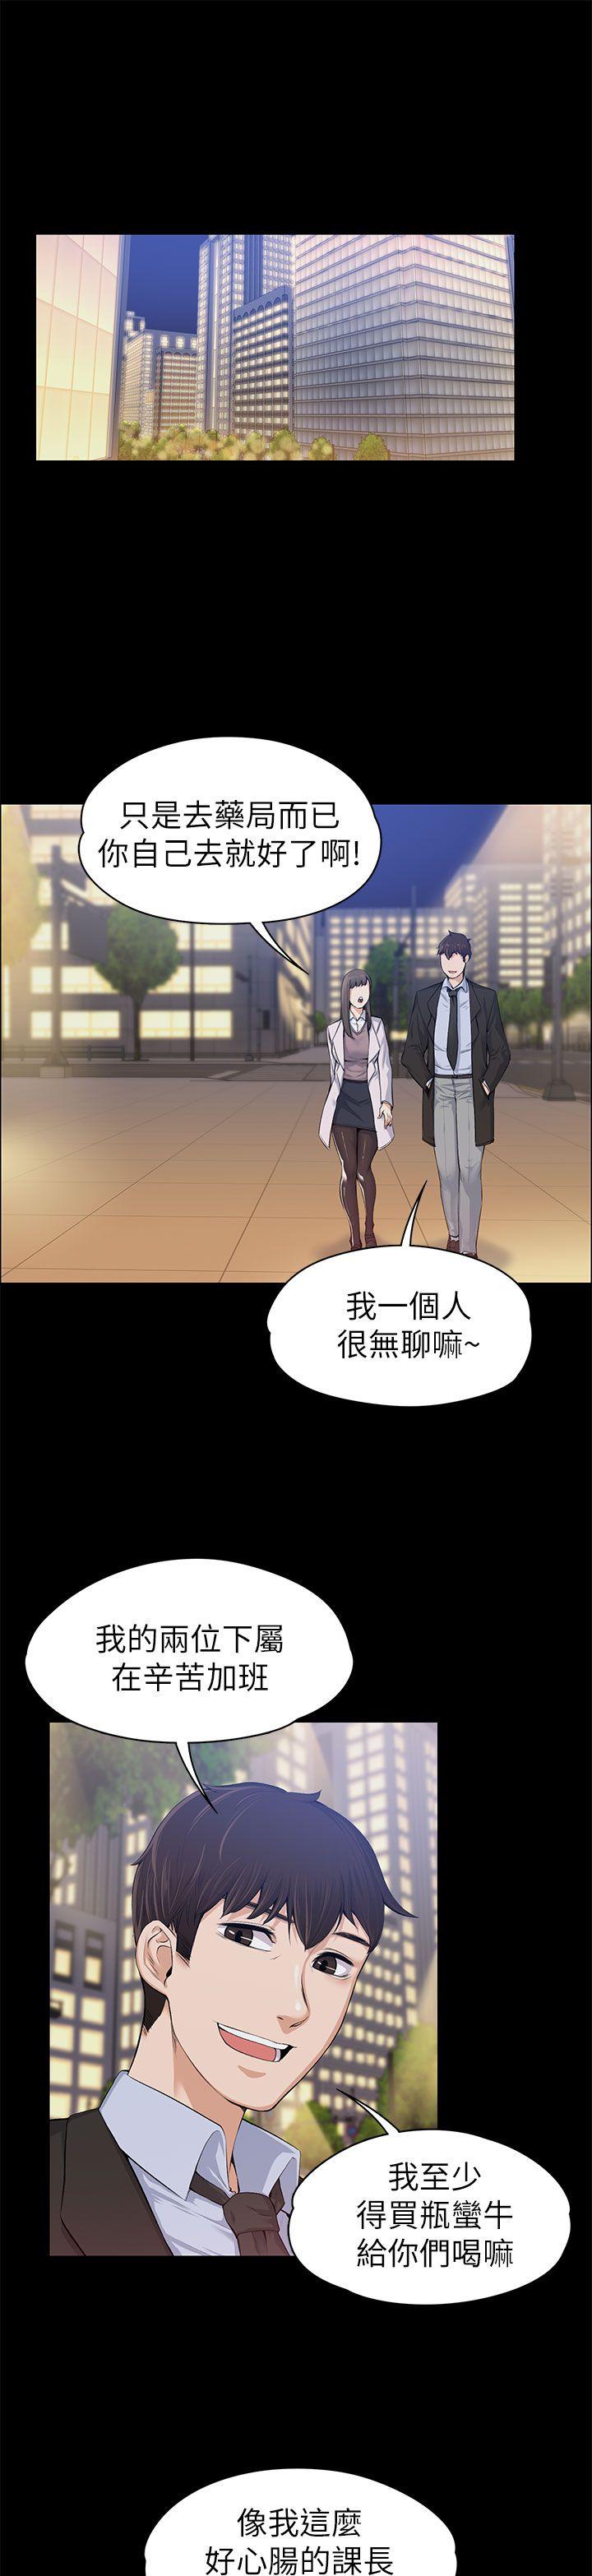 只是去藥局而已
你自己去就好了啊!
我一個人
很無聊嘛~
我的兩位下屬
在辛苦加班
我至少
得買瓶蠻牛
給你們喝嘛
像我這麼
好心腸的課長